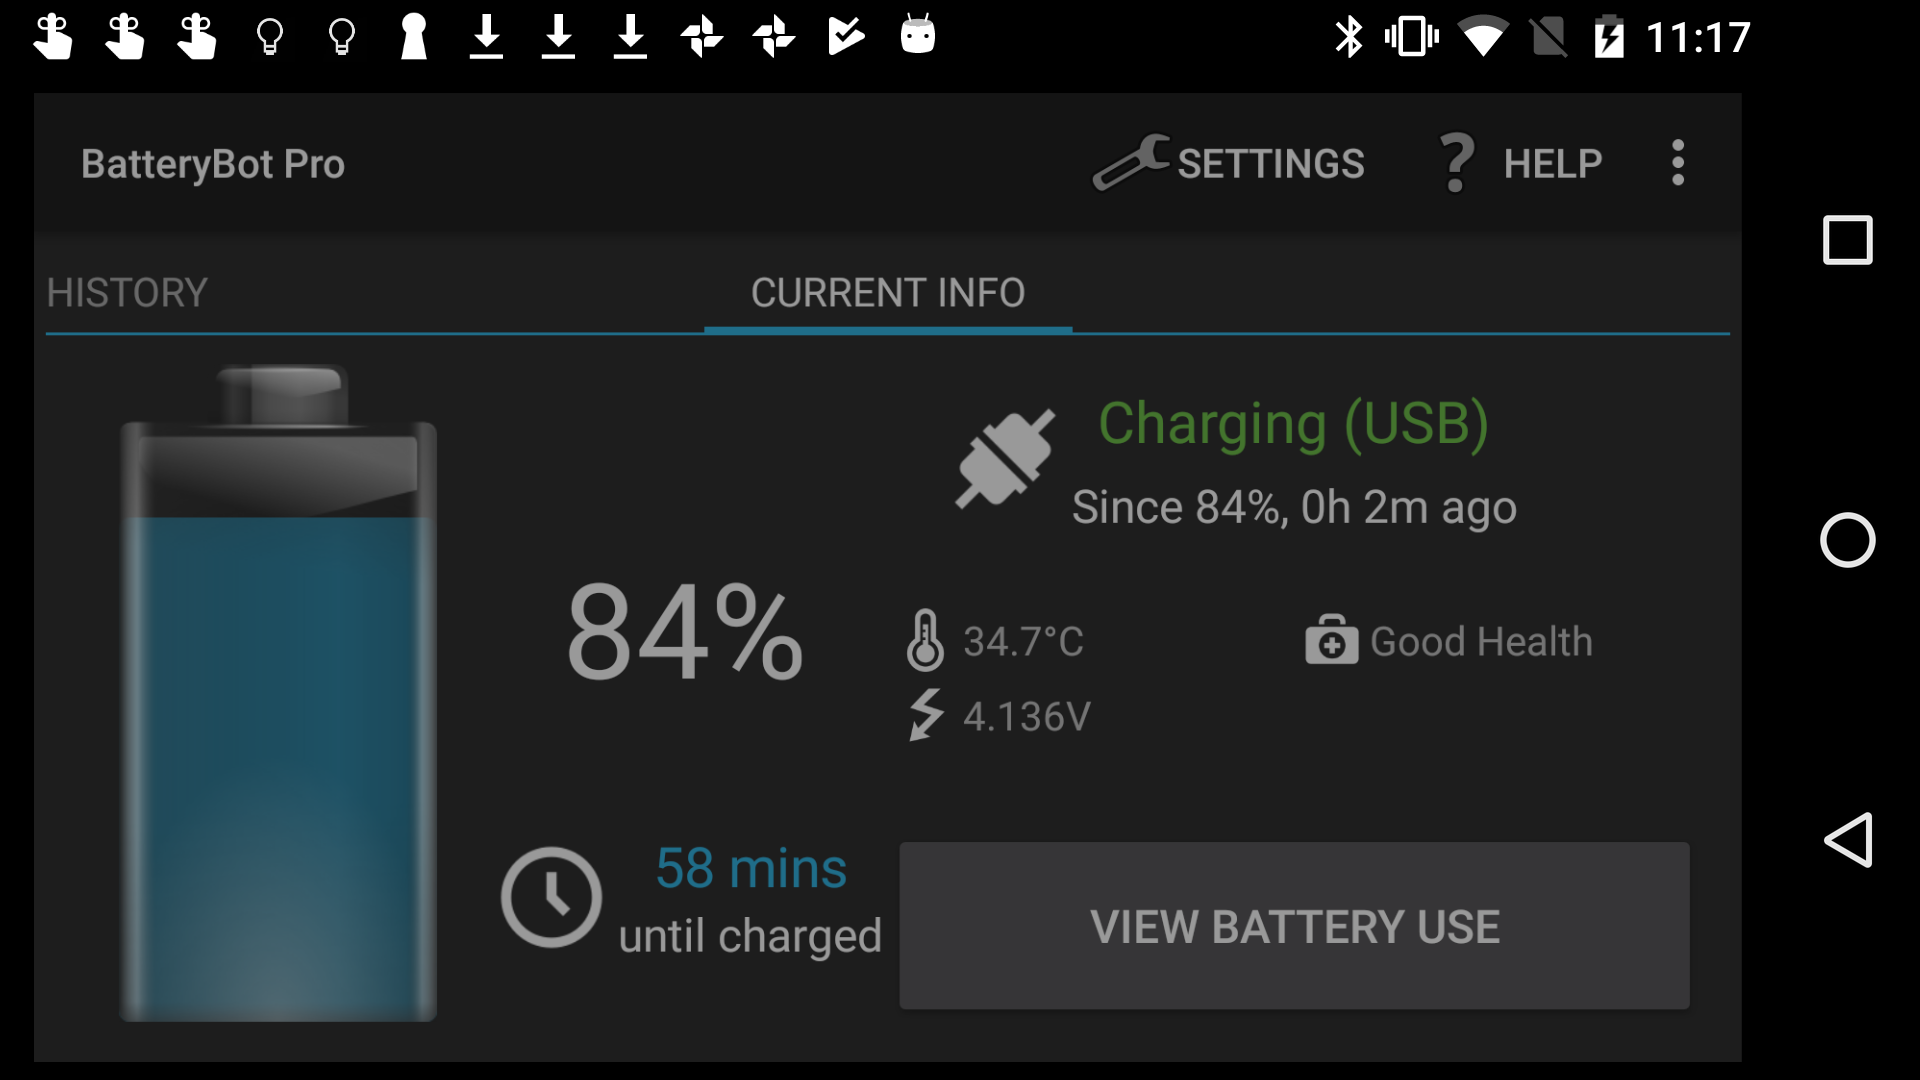 11:17
BatteryBot Pro
SETTINGS
HELP
HISTORY
CURRENT INFO
Charging (USB)
Since 84%, 0h 2m ago
84%
34.7°C
Good Health
4.136V
58 mins
until charged
VIEW BATTERY USE